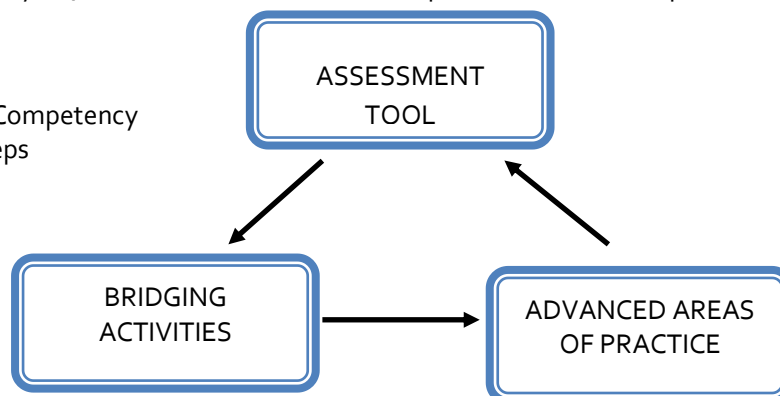 ASSESSMENT
TOOL
Competency
eps
BRIDGING
ACTIVITIES
ADVANCED AREAS
OF PRACTICE